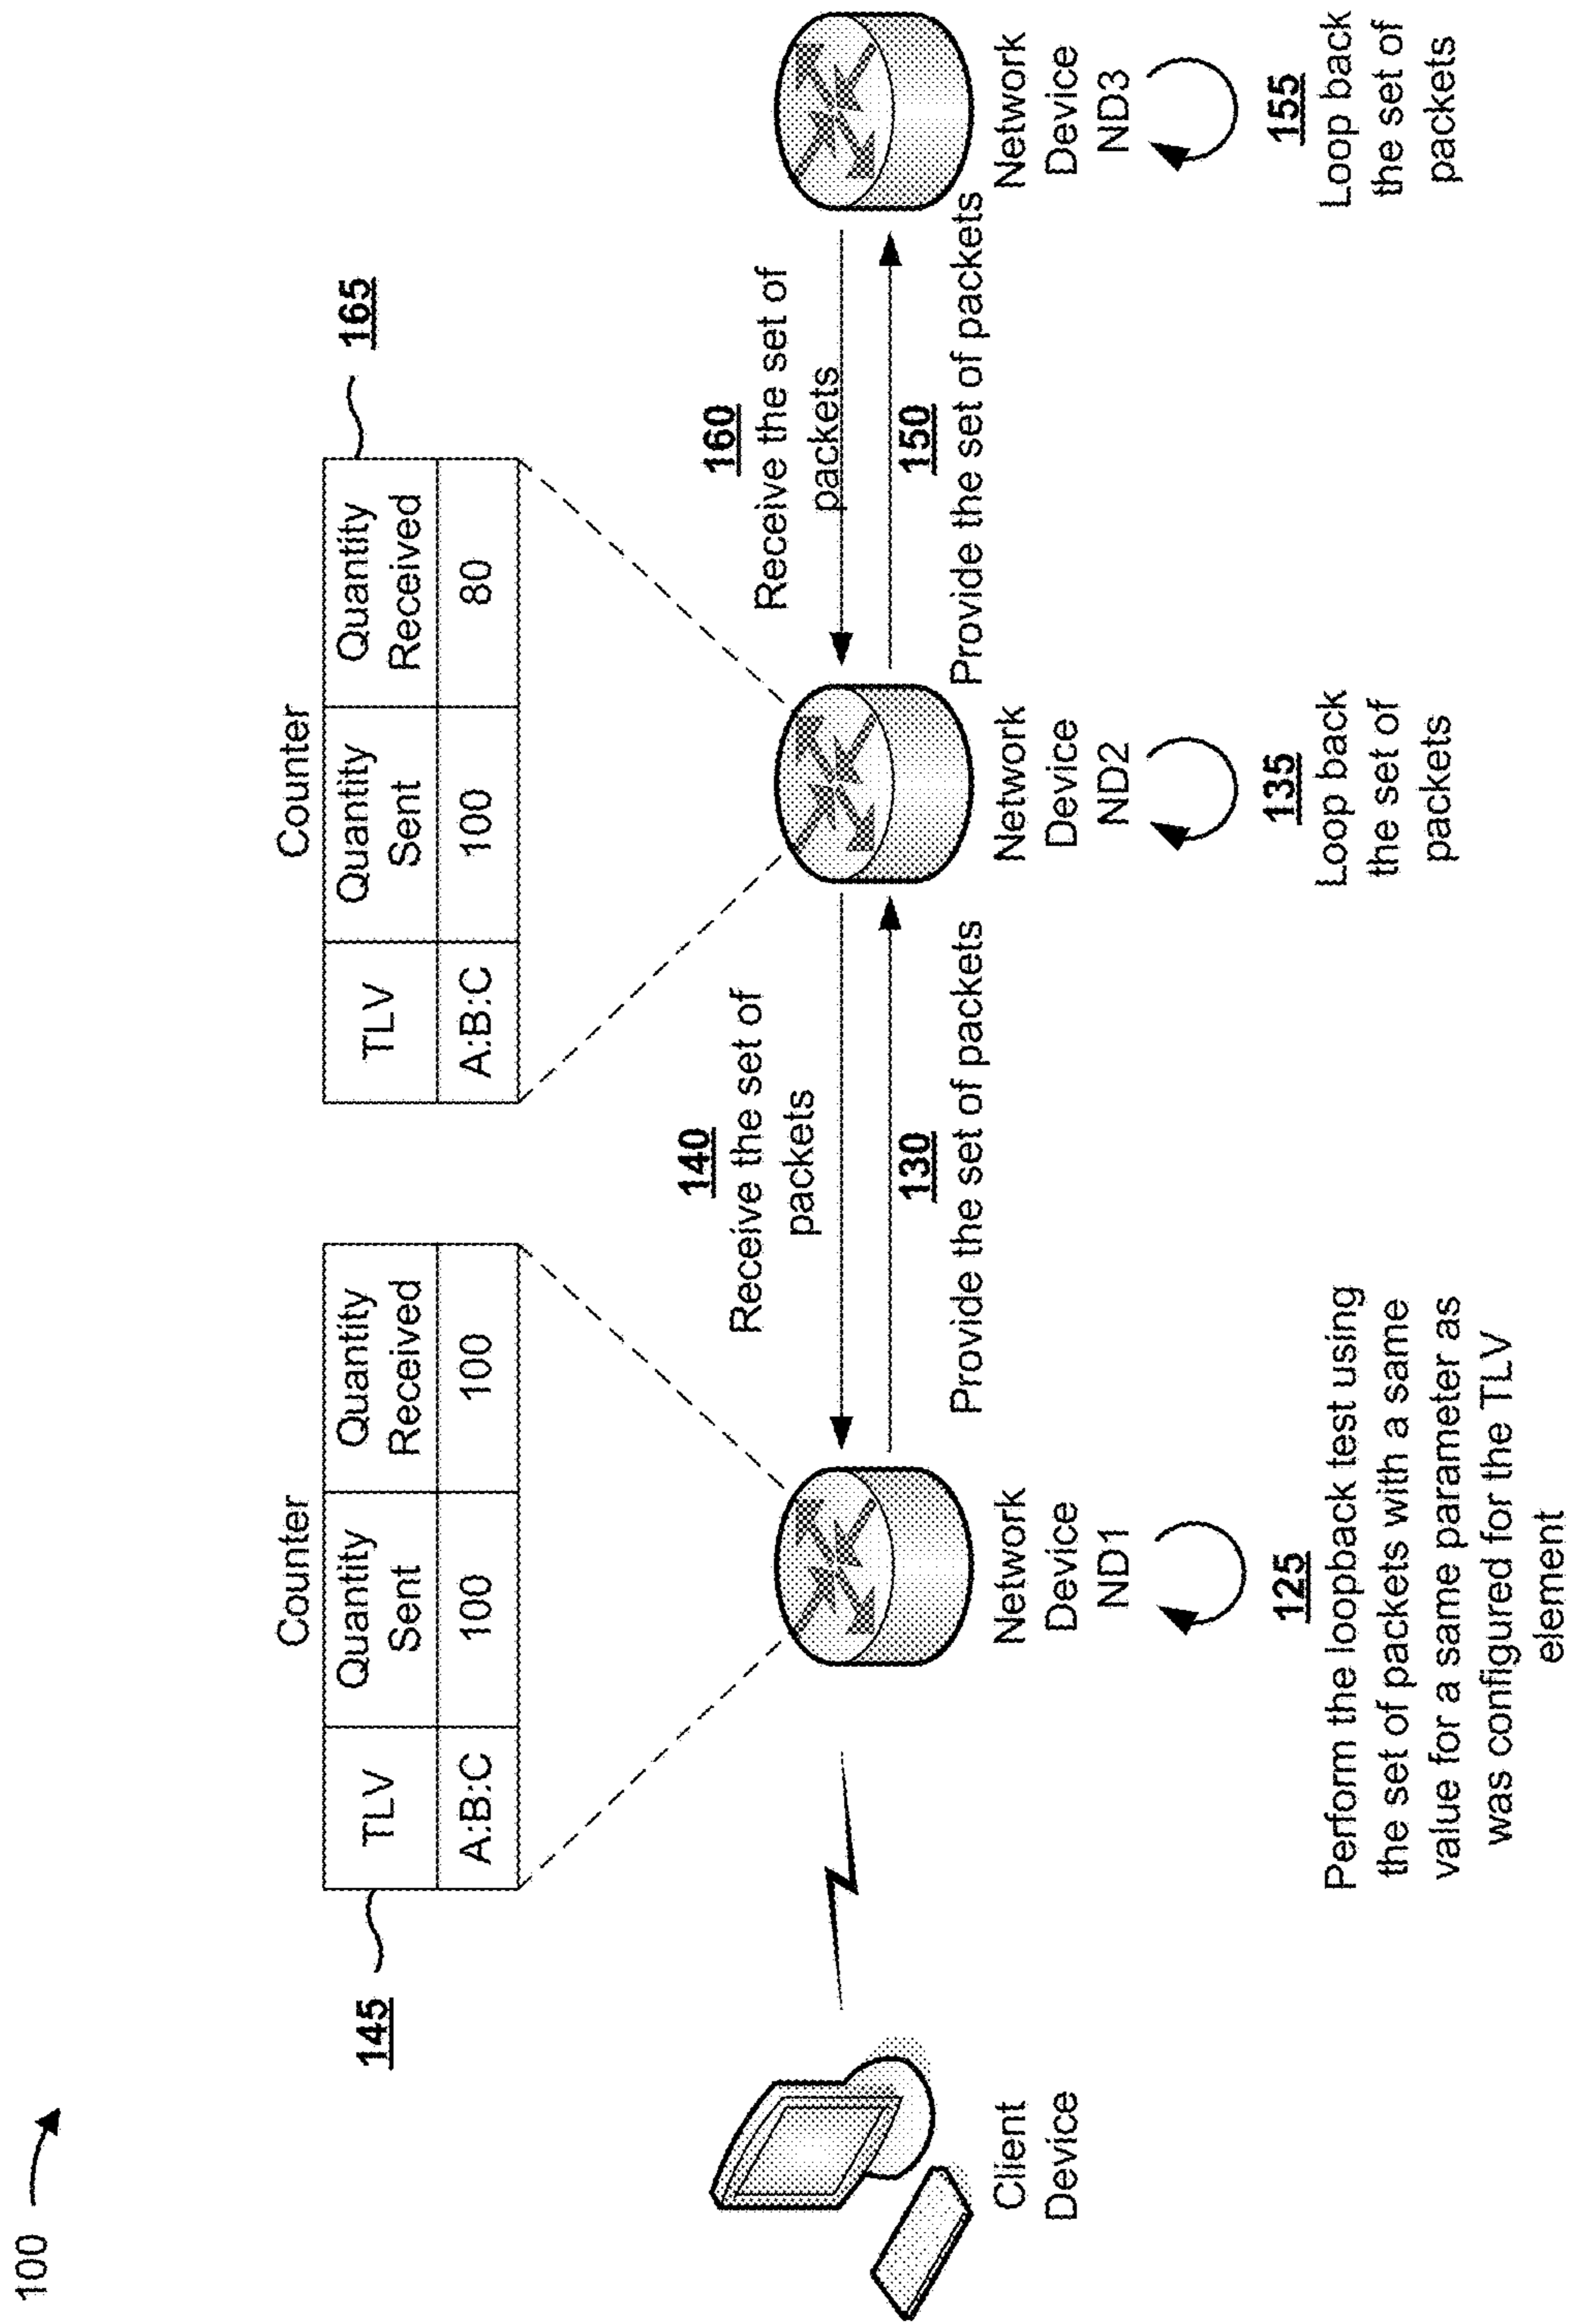 100
145
Counter
TLV
Quantity
Sent
Quantity
Received
A:B:C
100
100
165
Counter
TLV
Quantity
Sent
Quantity
Received
A:B:C
100
80
140
Receive the set of
packets
130
Provide the set of packets
160
Receive the set of
packets
150
Provide the set of packets
Client
Device
Network
Device
ND1
Network
Device
ND2
Network
Device
ND3
125
Perform the loopback test using
the set of packets with a same
value for a same parameter as
was configured for the TLV
element
135
Loop back
the set of
packets
155
Loop back
the set of
packets